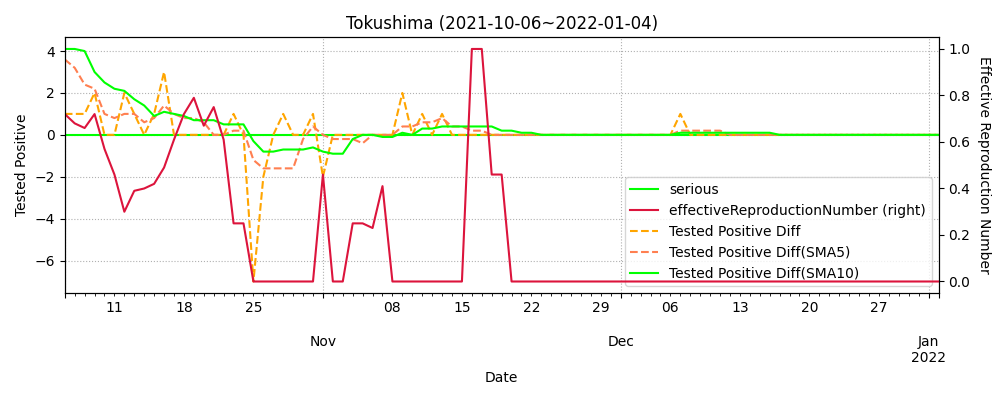 Tokushima (2021-10-06~2022-01-04)
Tested Positive
4
2
0
−2
−4
−6
1.0
0.8
0.6
0.4
0.2
0.0
Effective Reproduction Number
serious
effectiveReproductionNumber (right)
Tested Positive Diff
Tested Positive Diff(SMA5)
Tested Positive Diff(SMA10)
11 18 25 08 15 22 29 06 13 20 27
Nov Dec Jan
2022
Date